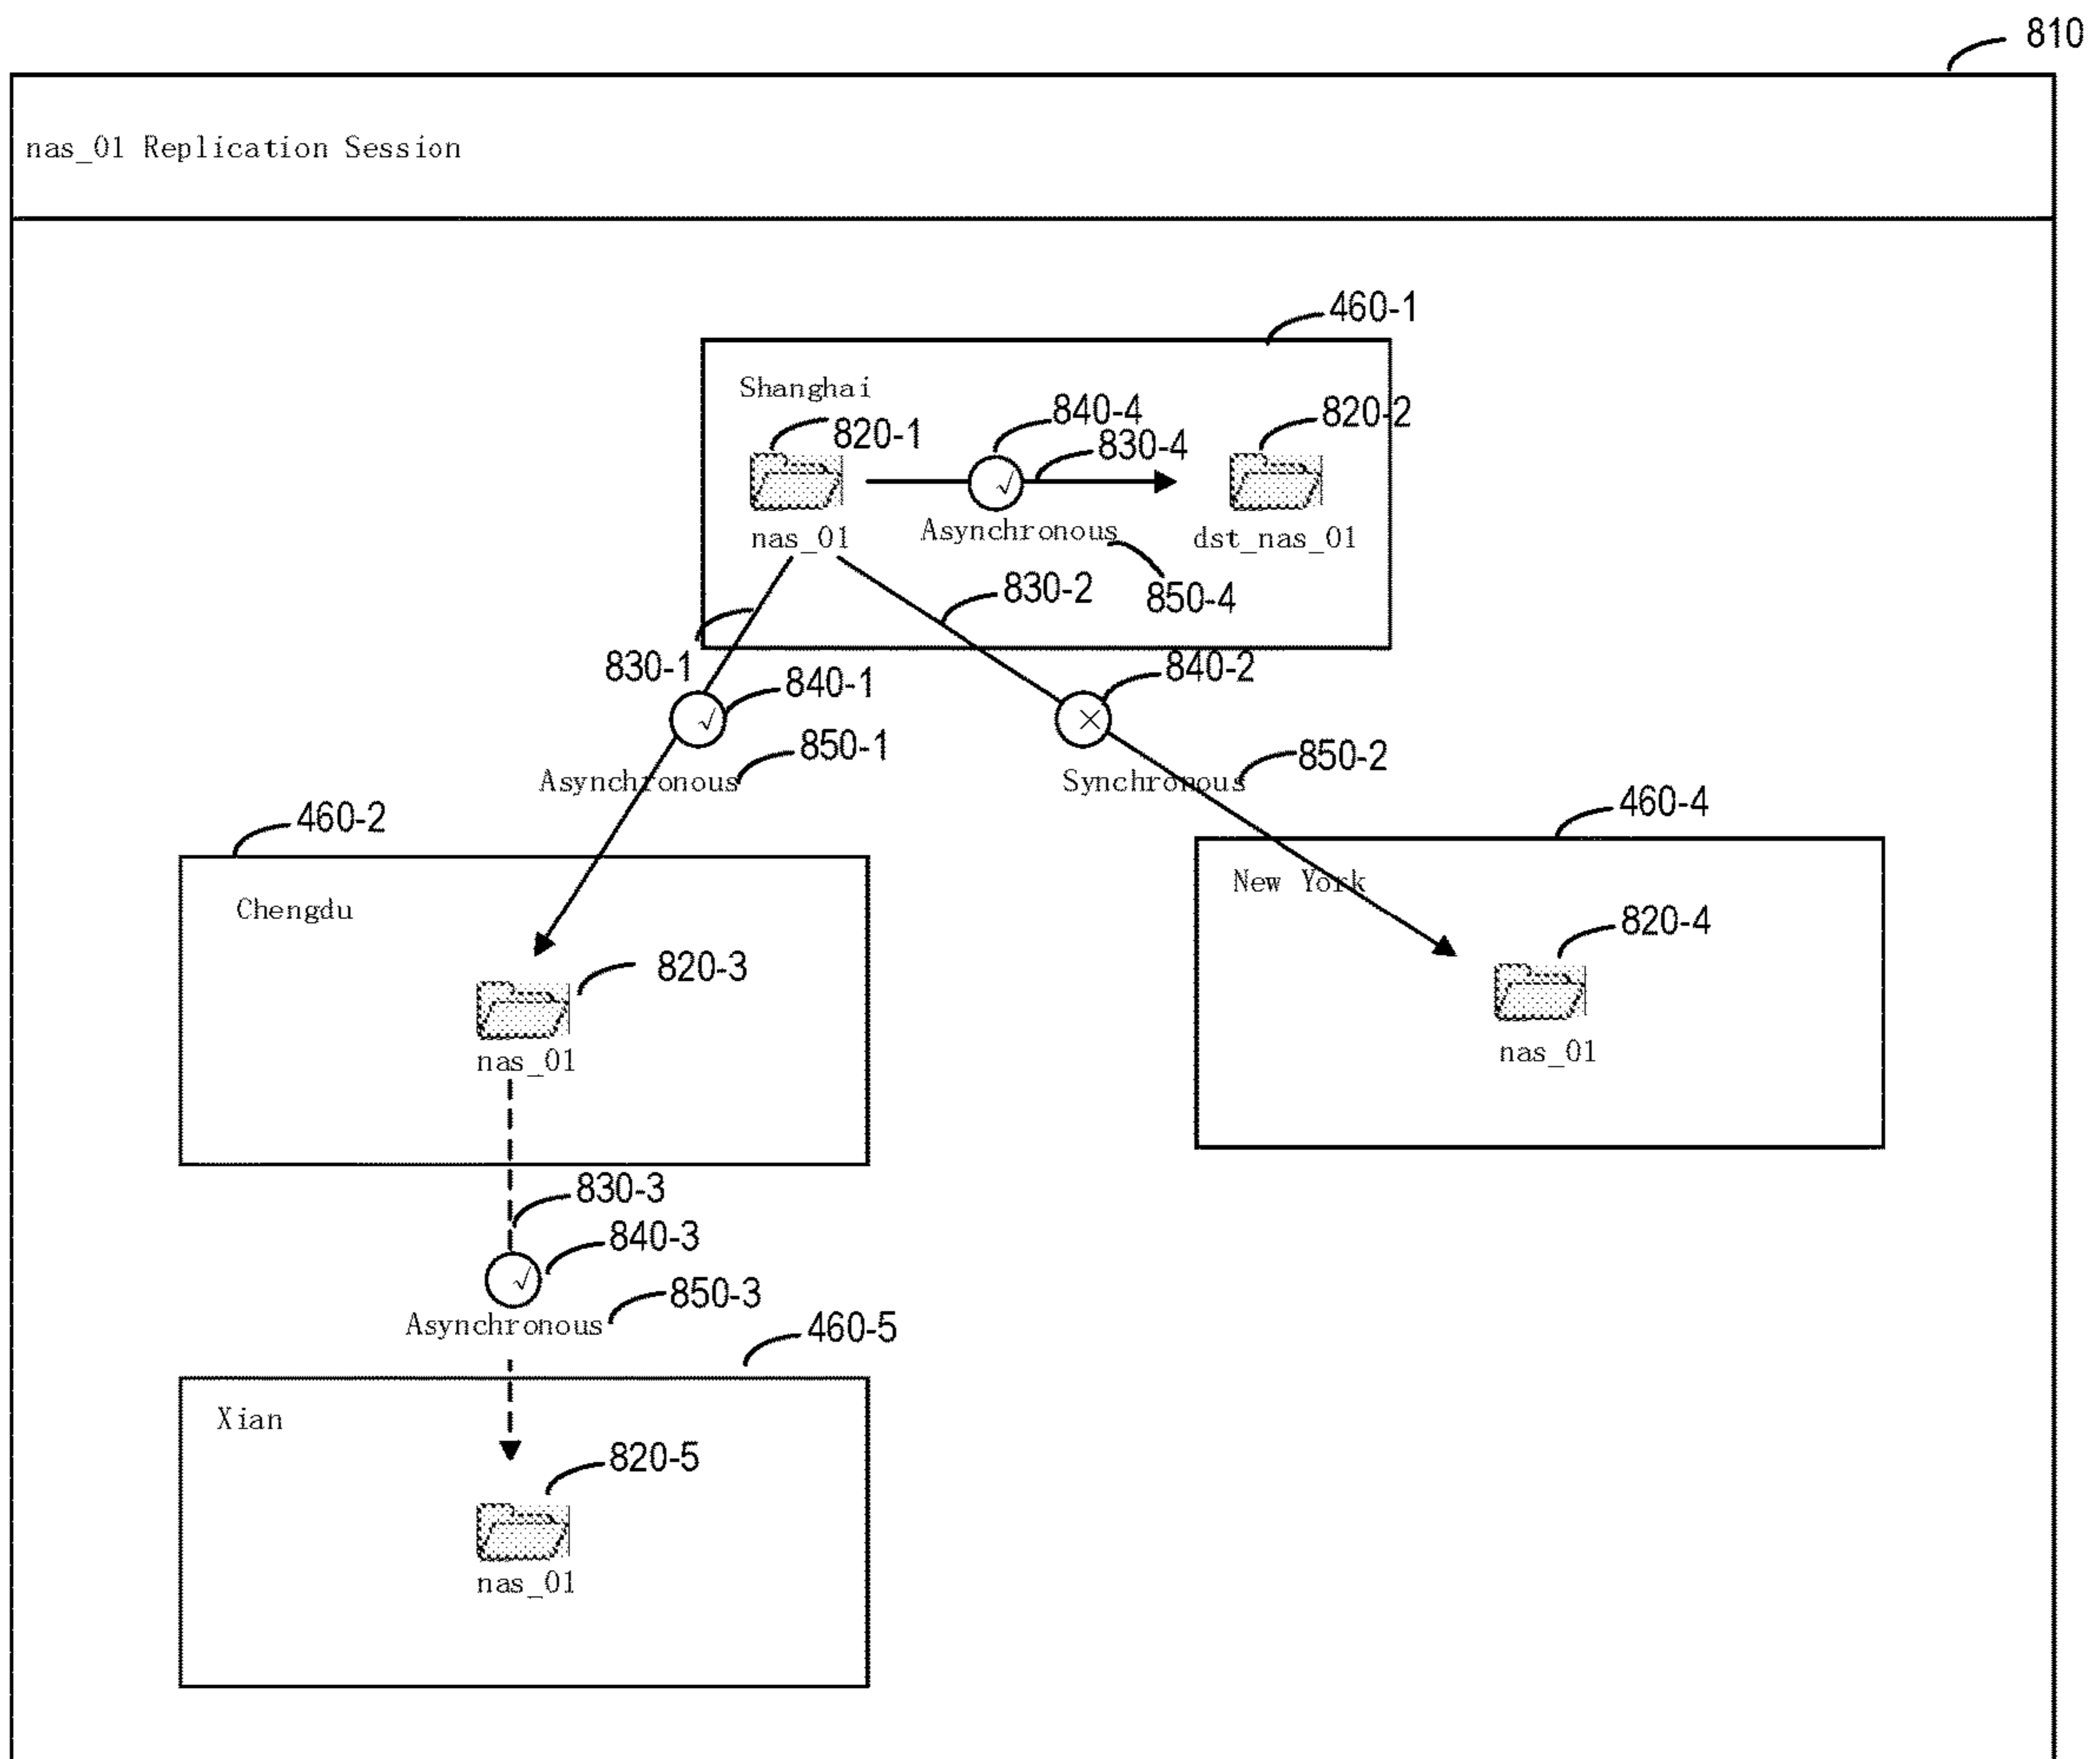 810
nas_01 Replication Session
460-1
Shanghai
840-4
820-2
820-1
830-4
nas_01
Asynchronous
dst_nas_01
830-2
850-4
830-1
840-1
840-2
850-1
850-2
Asynchronous
Synchronous
460-2
460-4
New York
Chengdu
820-4
820-3
nas_01
nas_01
830-3
840-3
850-3
Asynchronous
460-5
Xian
820-5
nas_01